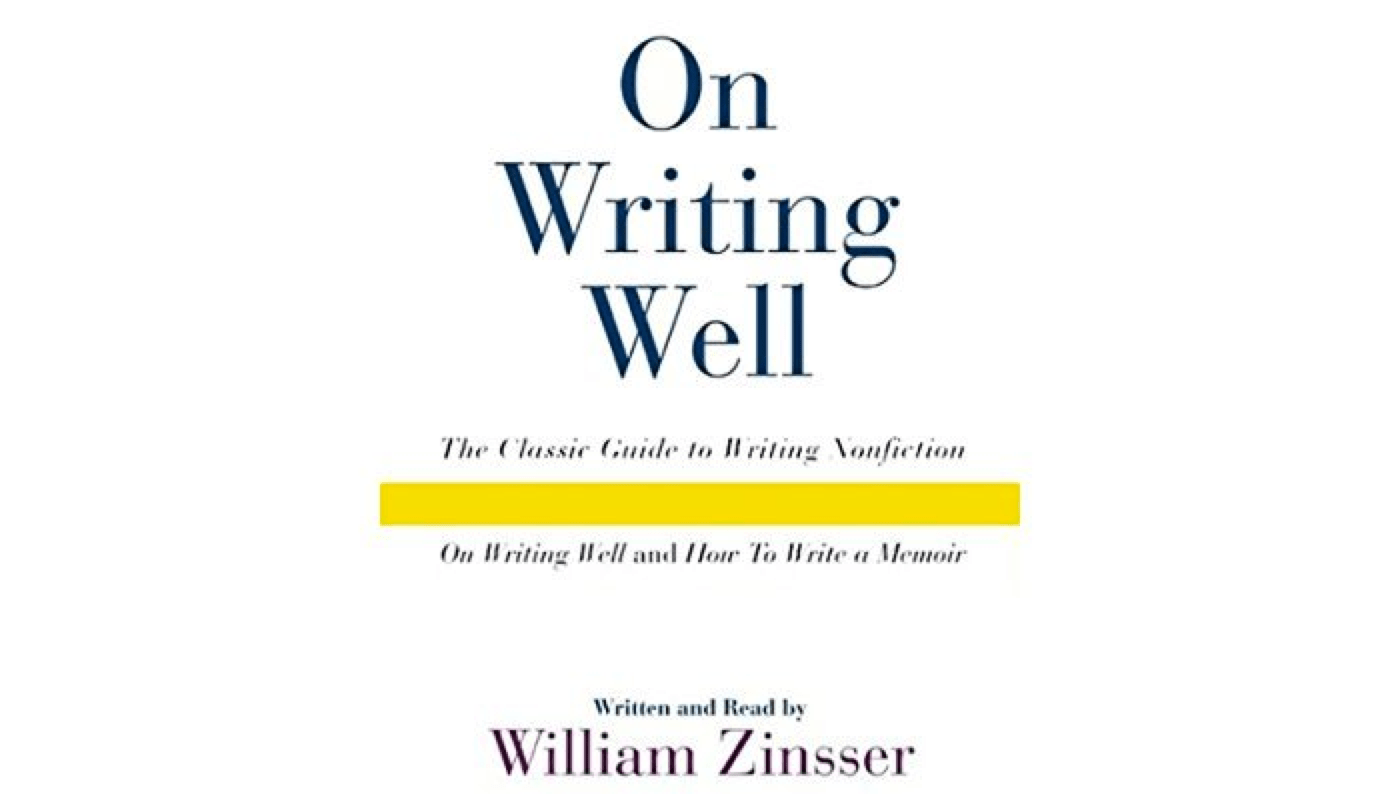 On
Writing
Well
The Classic Guide to Writing Nonfiction
On Writing Well and How To Write a Memoir
Written and Read by
William Zinsser